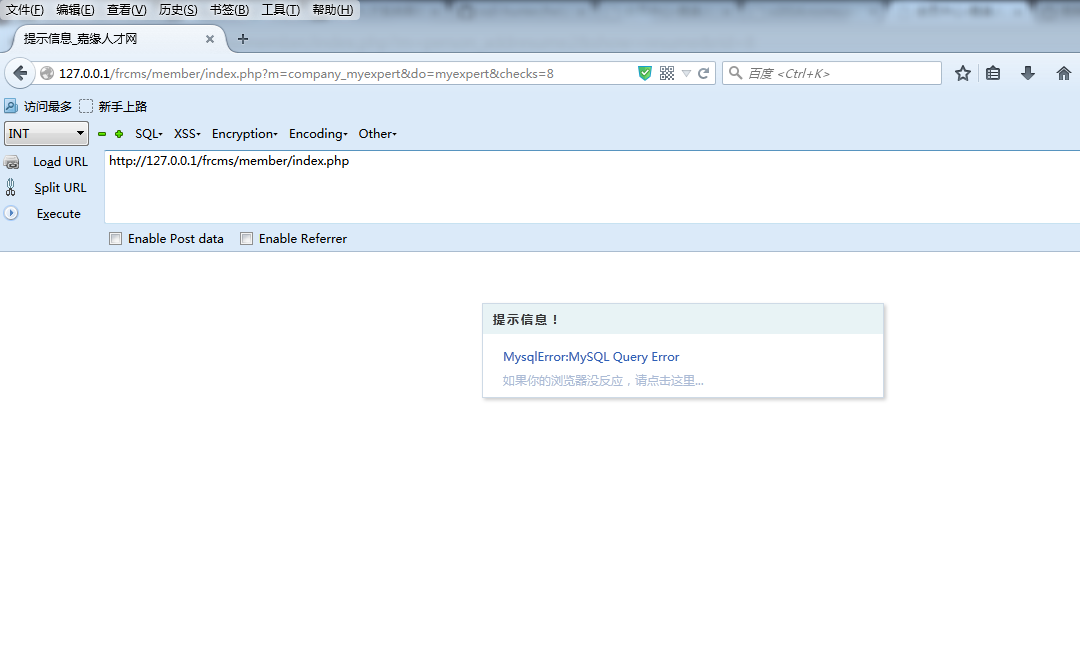 文件(F) 编辑(E) 查看(V) 历史(S) 书签(B) 工具(T) 帮助(H)
提示信息_嘉缘人才网
127.0.0.1/frcms/member/index.php?m=company_myexpert&do=myexpert&checks=8
百度 <Ctrl+K>
访问最多 新手上路
INT SQL XSS Encryption Encoding Other
Load URL http://127.0.0.1/frcms/member/index.php
Split URL
Execute
Enable Post data Enable Referrer
提示信息！
MysqlError:MySQL Query Error
如果你的浏览器没反应，请点击这里...